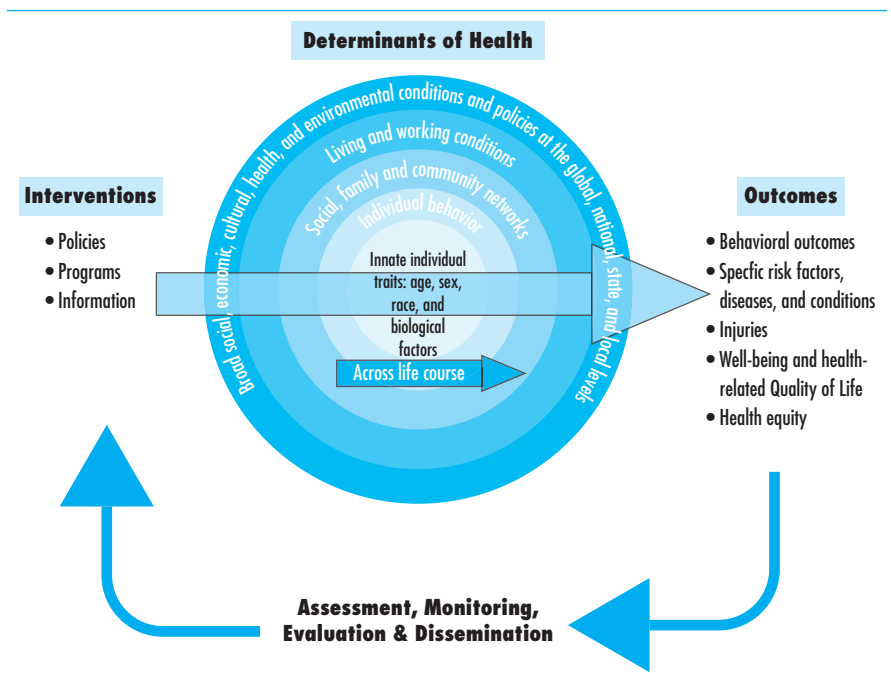 Determinants of Health
Broad social, economic, cultural, health, and environmental conditions and policies at the global, national, state, and local levels
Living and working conditions
Social, family and community networks
Individual behavior
Innate individual
traits: age, sex,
race, and
biological
factors
Across life course
Interventions
• Policies
• Programs
• Information
Outcomes
• Behavioral outcomes
• Specfic risk factors,
diseases, and conditions
• Injuries
• Well-being and health-
related Quality of Life
• Health equity
Assessment, Monitoring,
Evaluation & Dissemination